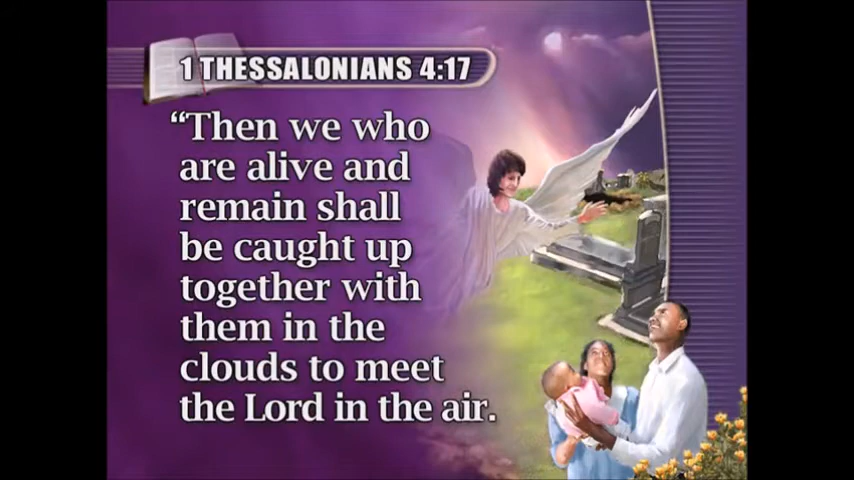 1 THESSALONIANS 4:17
“Then we who
are alive and
remain shall
be caught up
together with
them in the
clouds to meet
the Lord in the air.